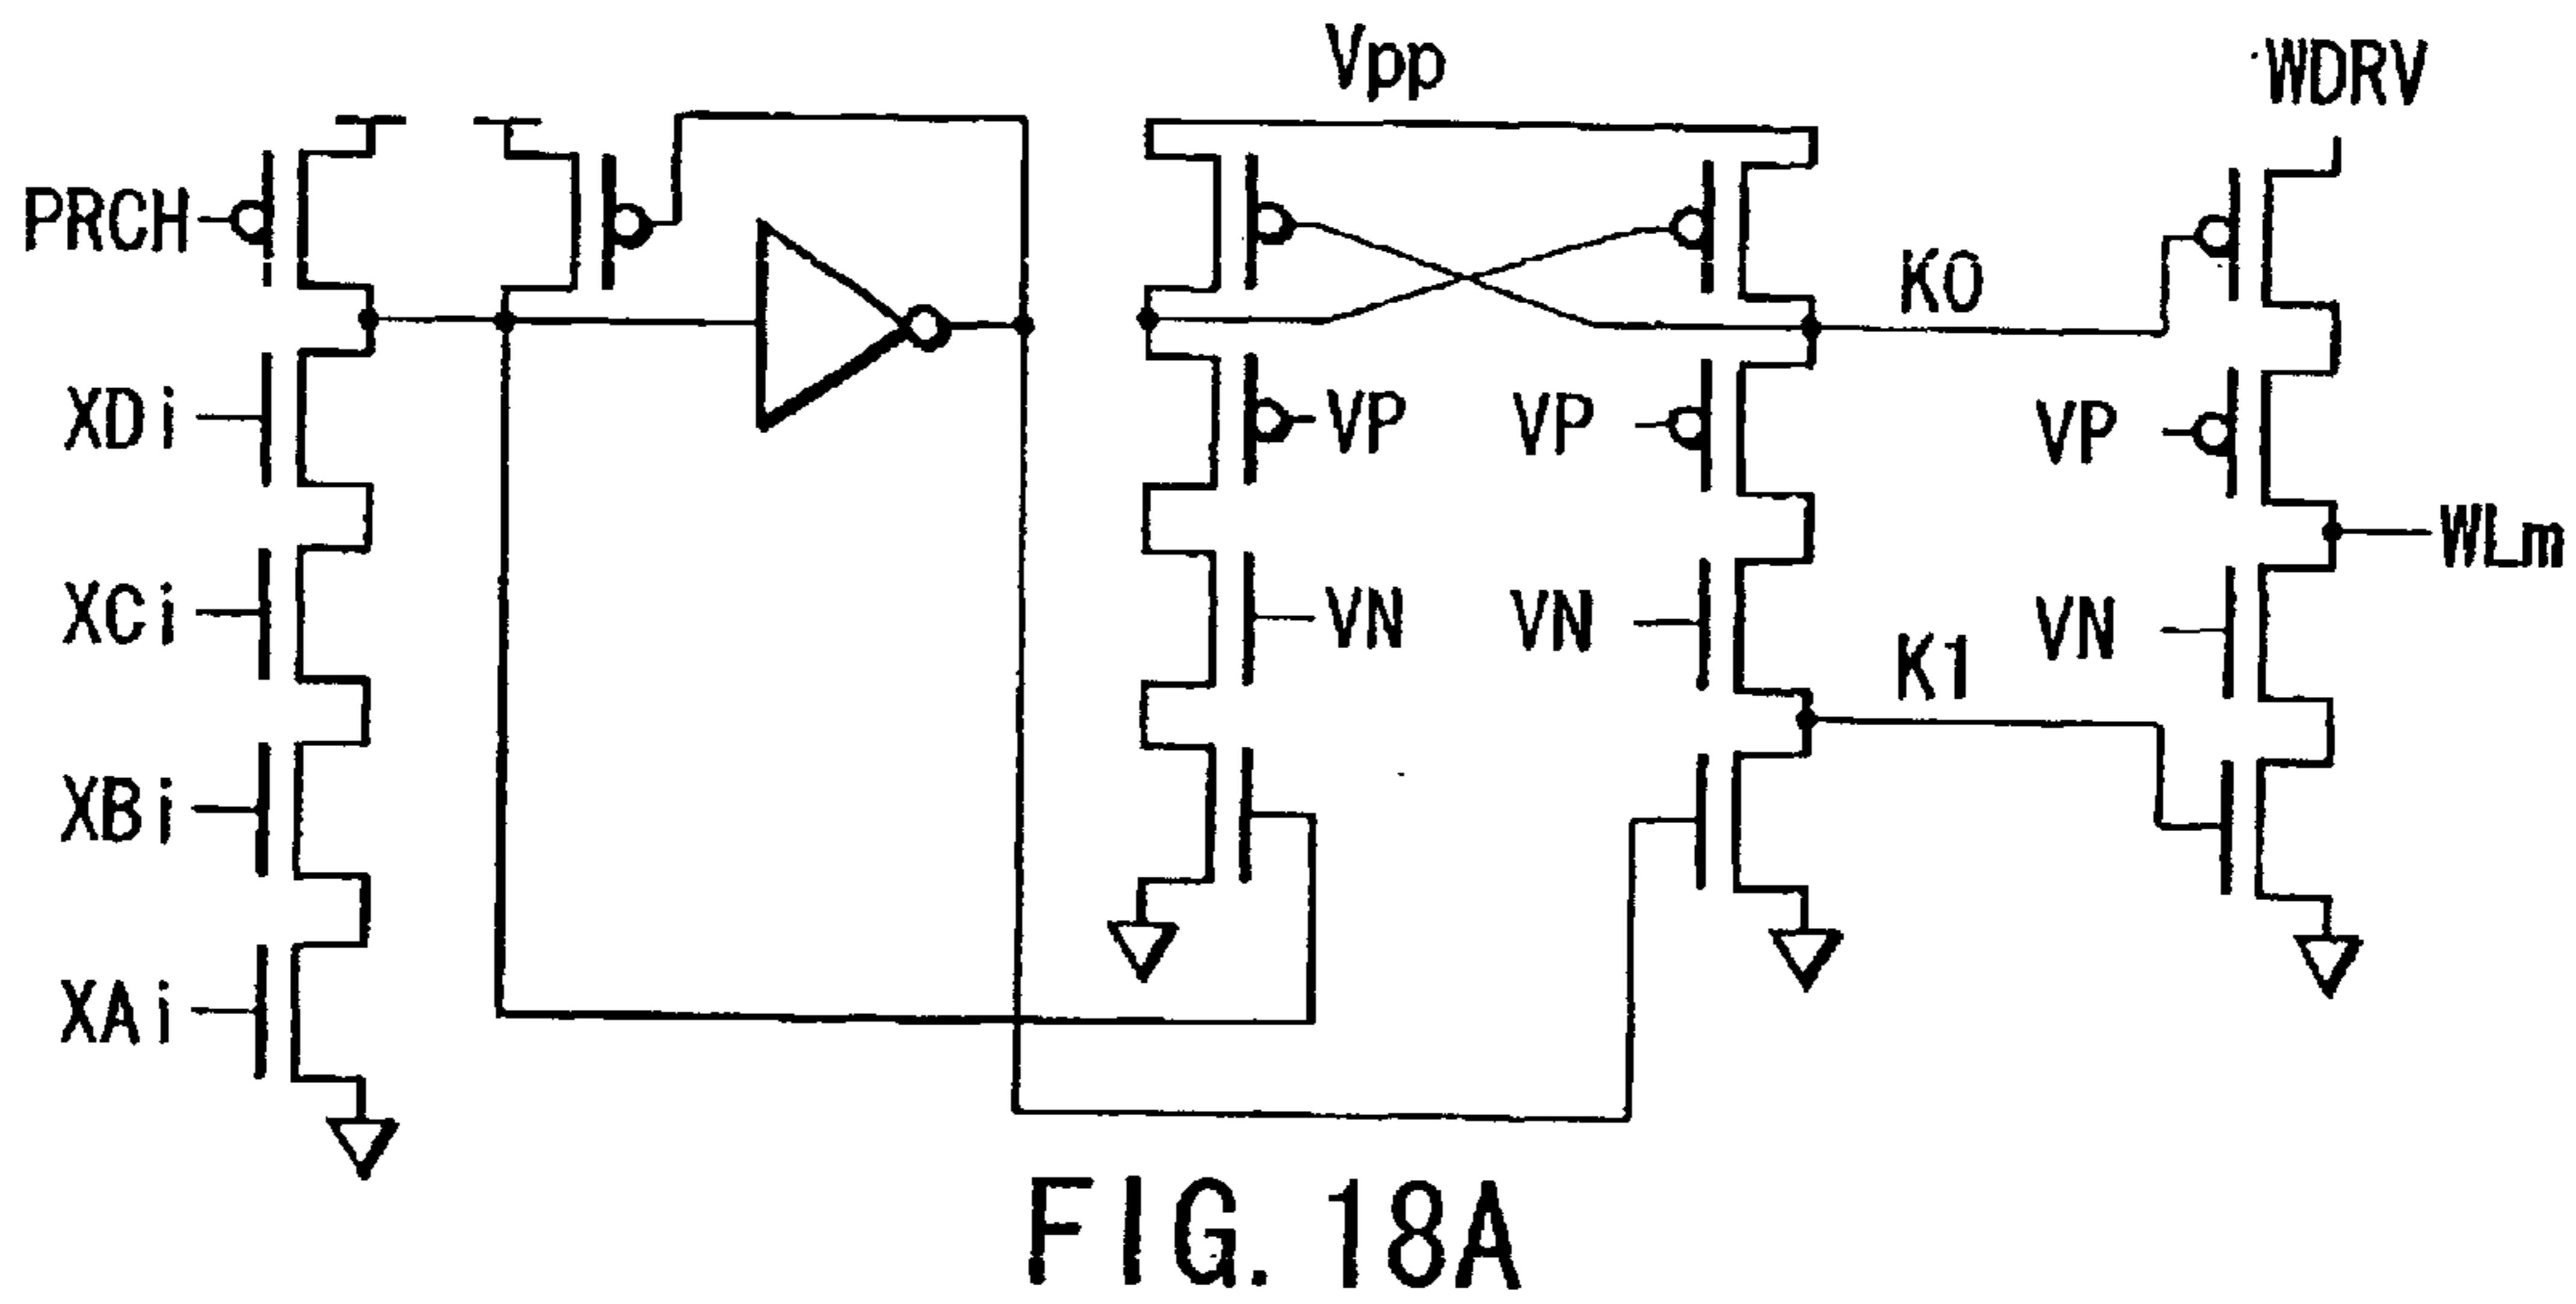 Vpp
WDRV
PRCH
K0
XDi
VP
VP
VP
WLm
XCi
VN
VN
VN
K1
XBi
XAi
FIG. 18A